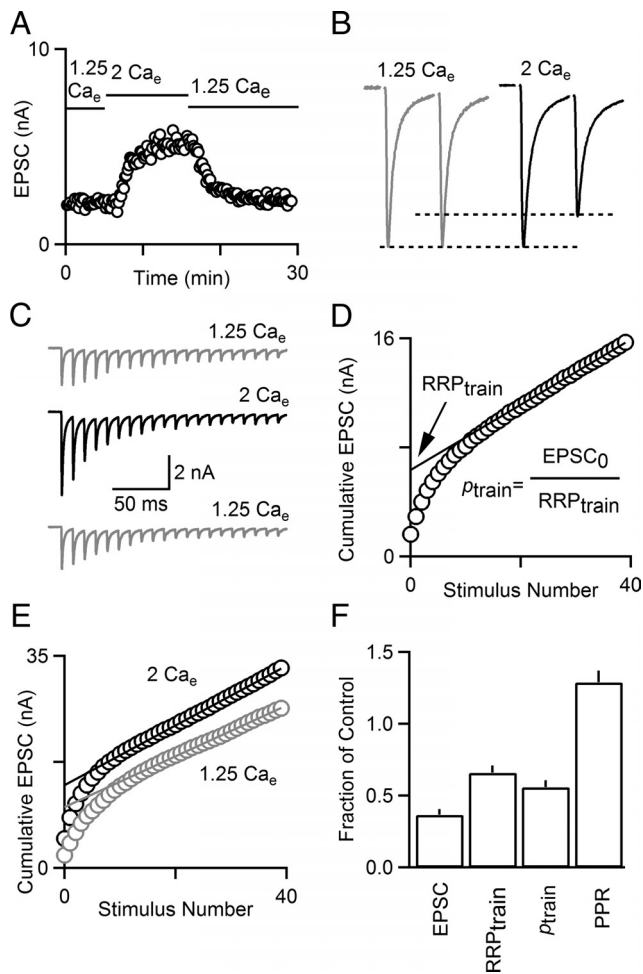 A
10
1.25
Cae
2 Cae
1.25 Cae
EPSC (nA)
0
0
Time (min)
30
B
1.25 Cae
2 Cae
C
1.25 Cae
2 Cae
2 nA
50 ms
1.25 Cae
D
16
Cumulative EPSC (nA)
RRPtrain
ptrain=
EPSC0
RRPtrain
0
0
Stimulus Number
40
E
35
Cumulative EPSC (nA)
2 Cae
1.25 Cae
0
0
Stimulus Number
40
F
1.5
1.0
0.5
0.0
Fraction of Control
EPSC
RRPtrain
ptrain
PPR